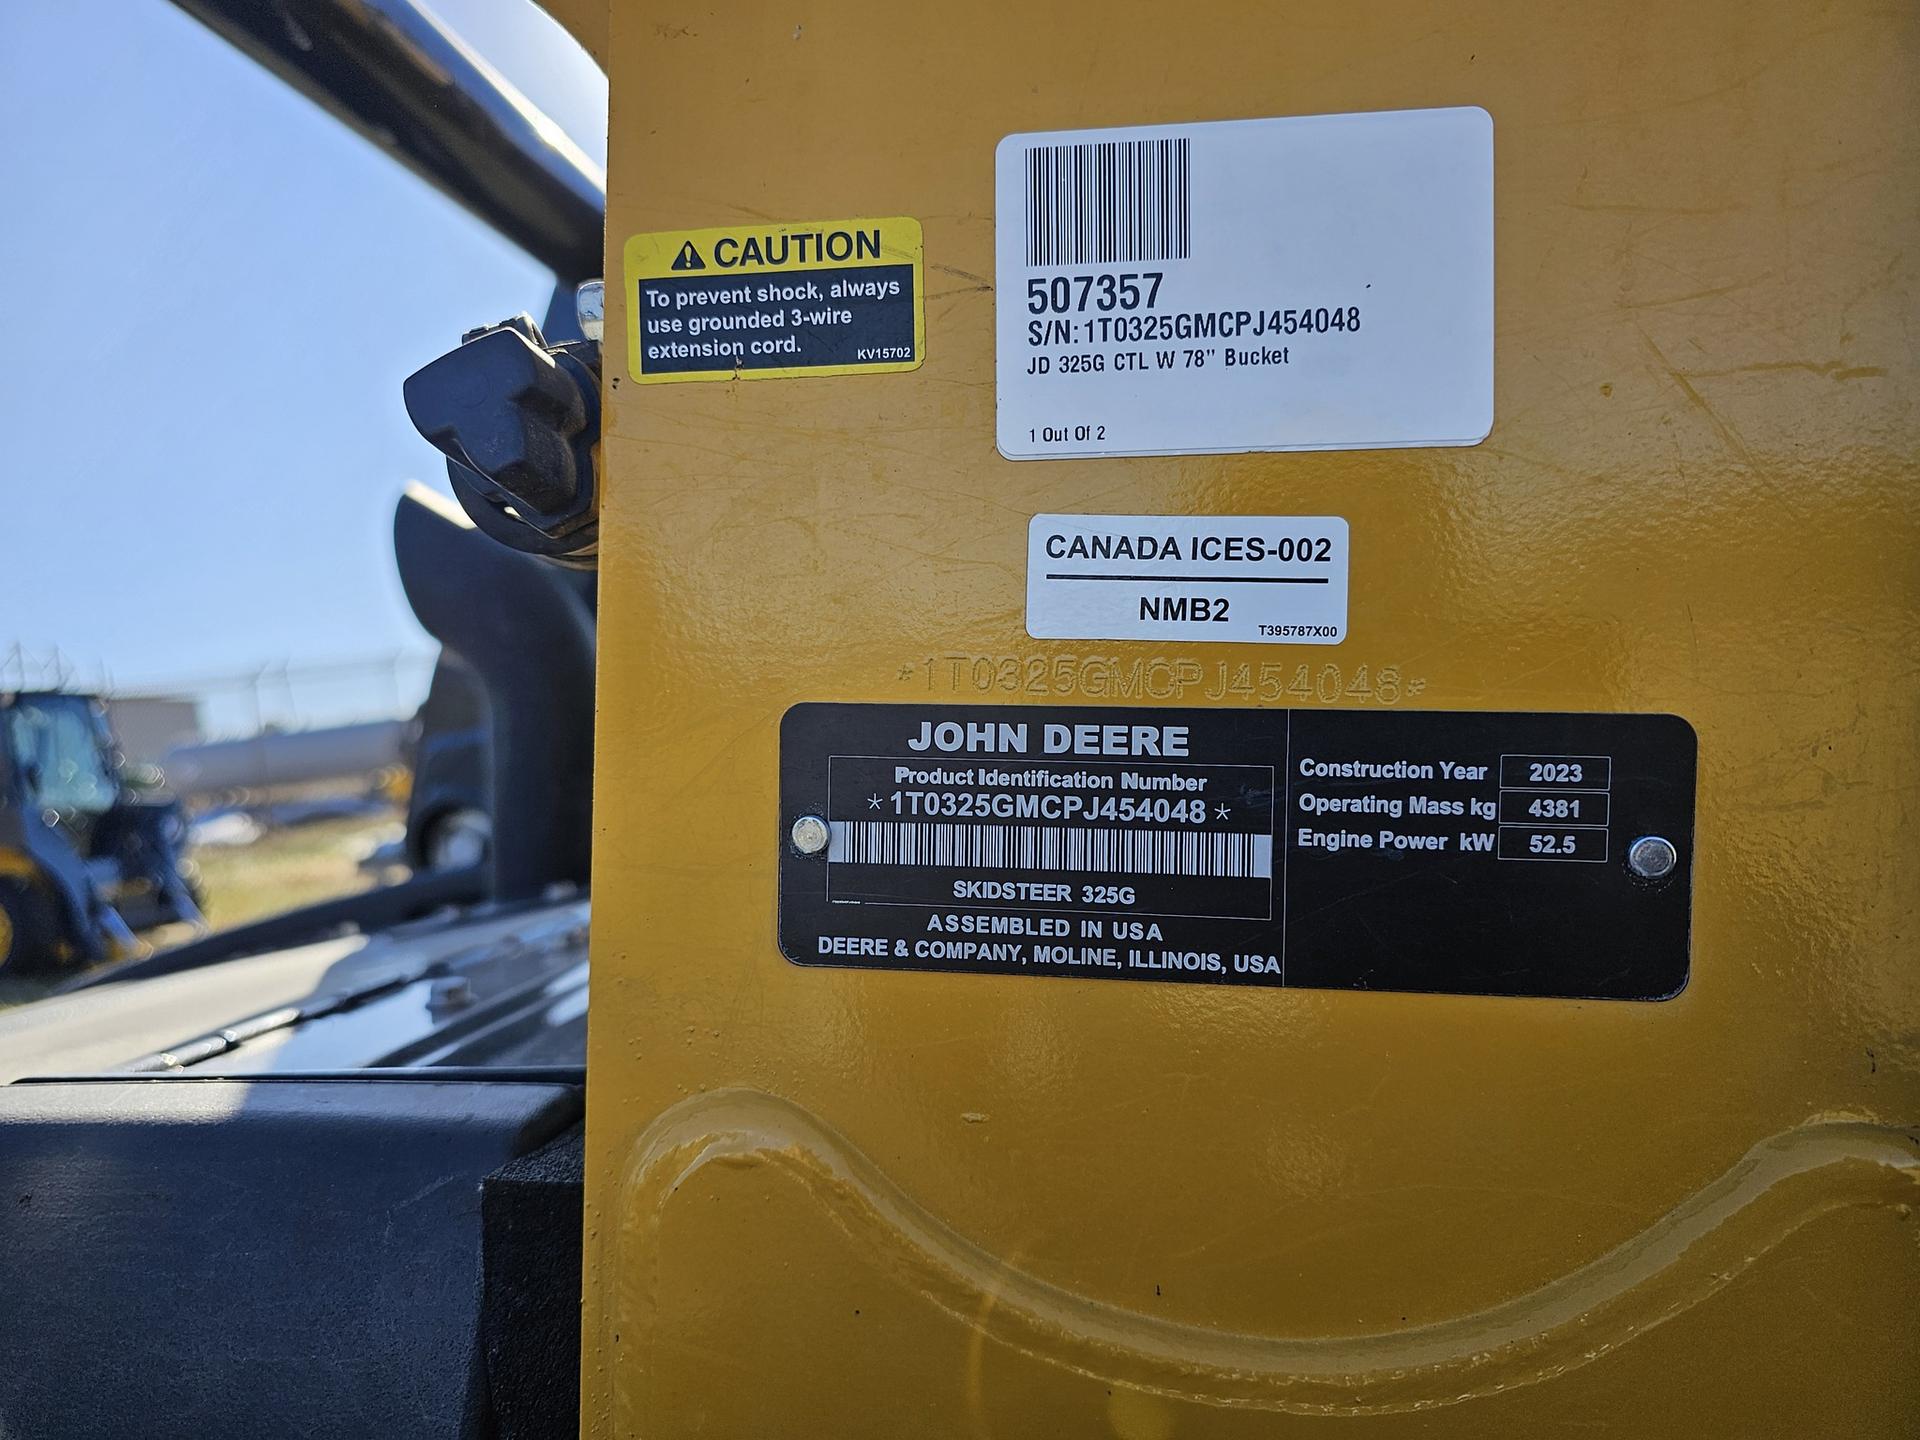 CAUTION
To prevent shock, always
use grounded 3-wire
extension cord.
KV15702
507357
S/N:1T0325GMCPJ454048
JD 325G CTL W 78” Bucket
1 Out Of 2
CANADA ICES-002
NMB2
T395787X00
*1T0325GMCPJ454048*
JOHN DEERE
Product Identification Number
*1T0325GMCPJ454048*
SKIDSTEER 325G
ASSEMBLED IN USA
DEERE & COMPANY, MOLINE, ILLINOIS, USA
Construction Year 2023
Operating Mass kg 4381
Engine Power kW 52.5